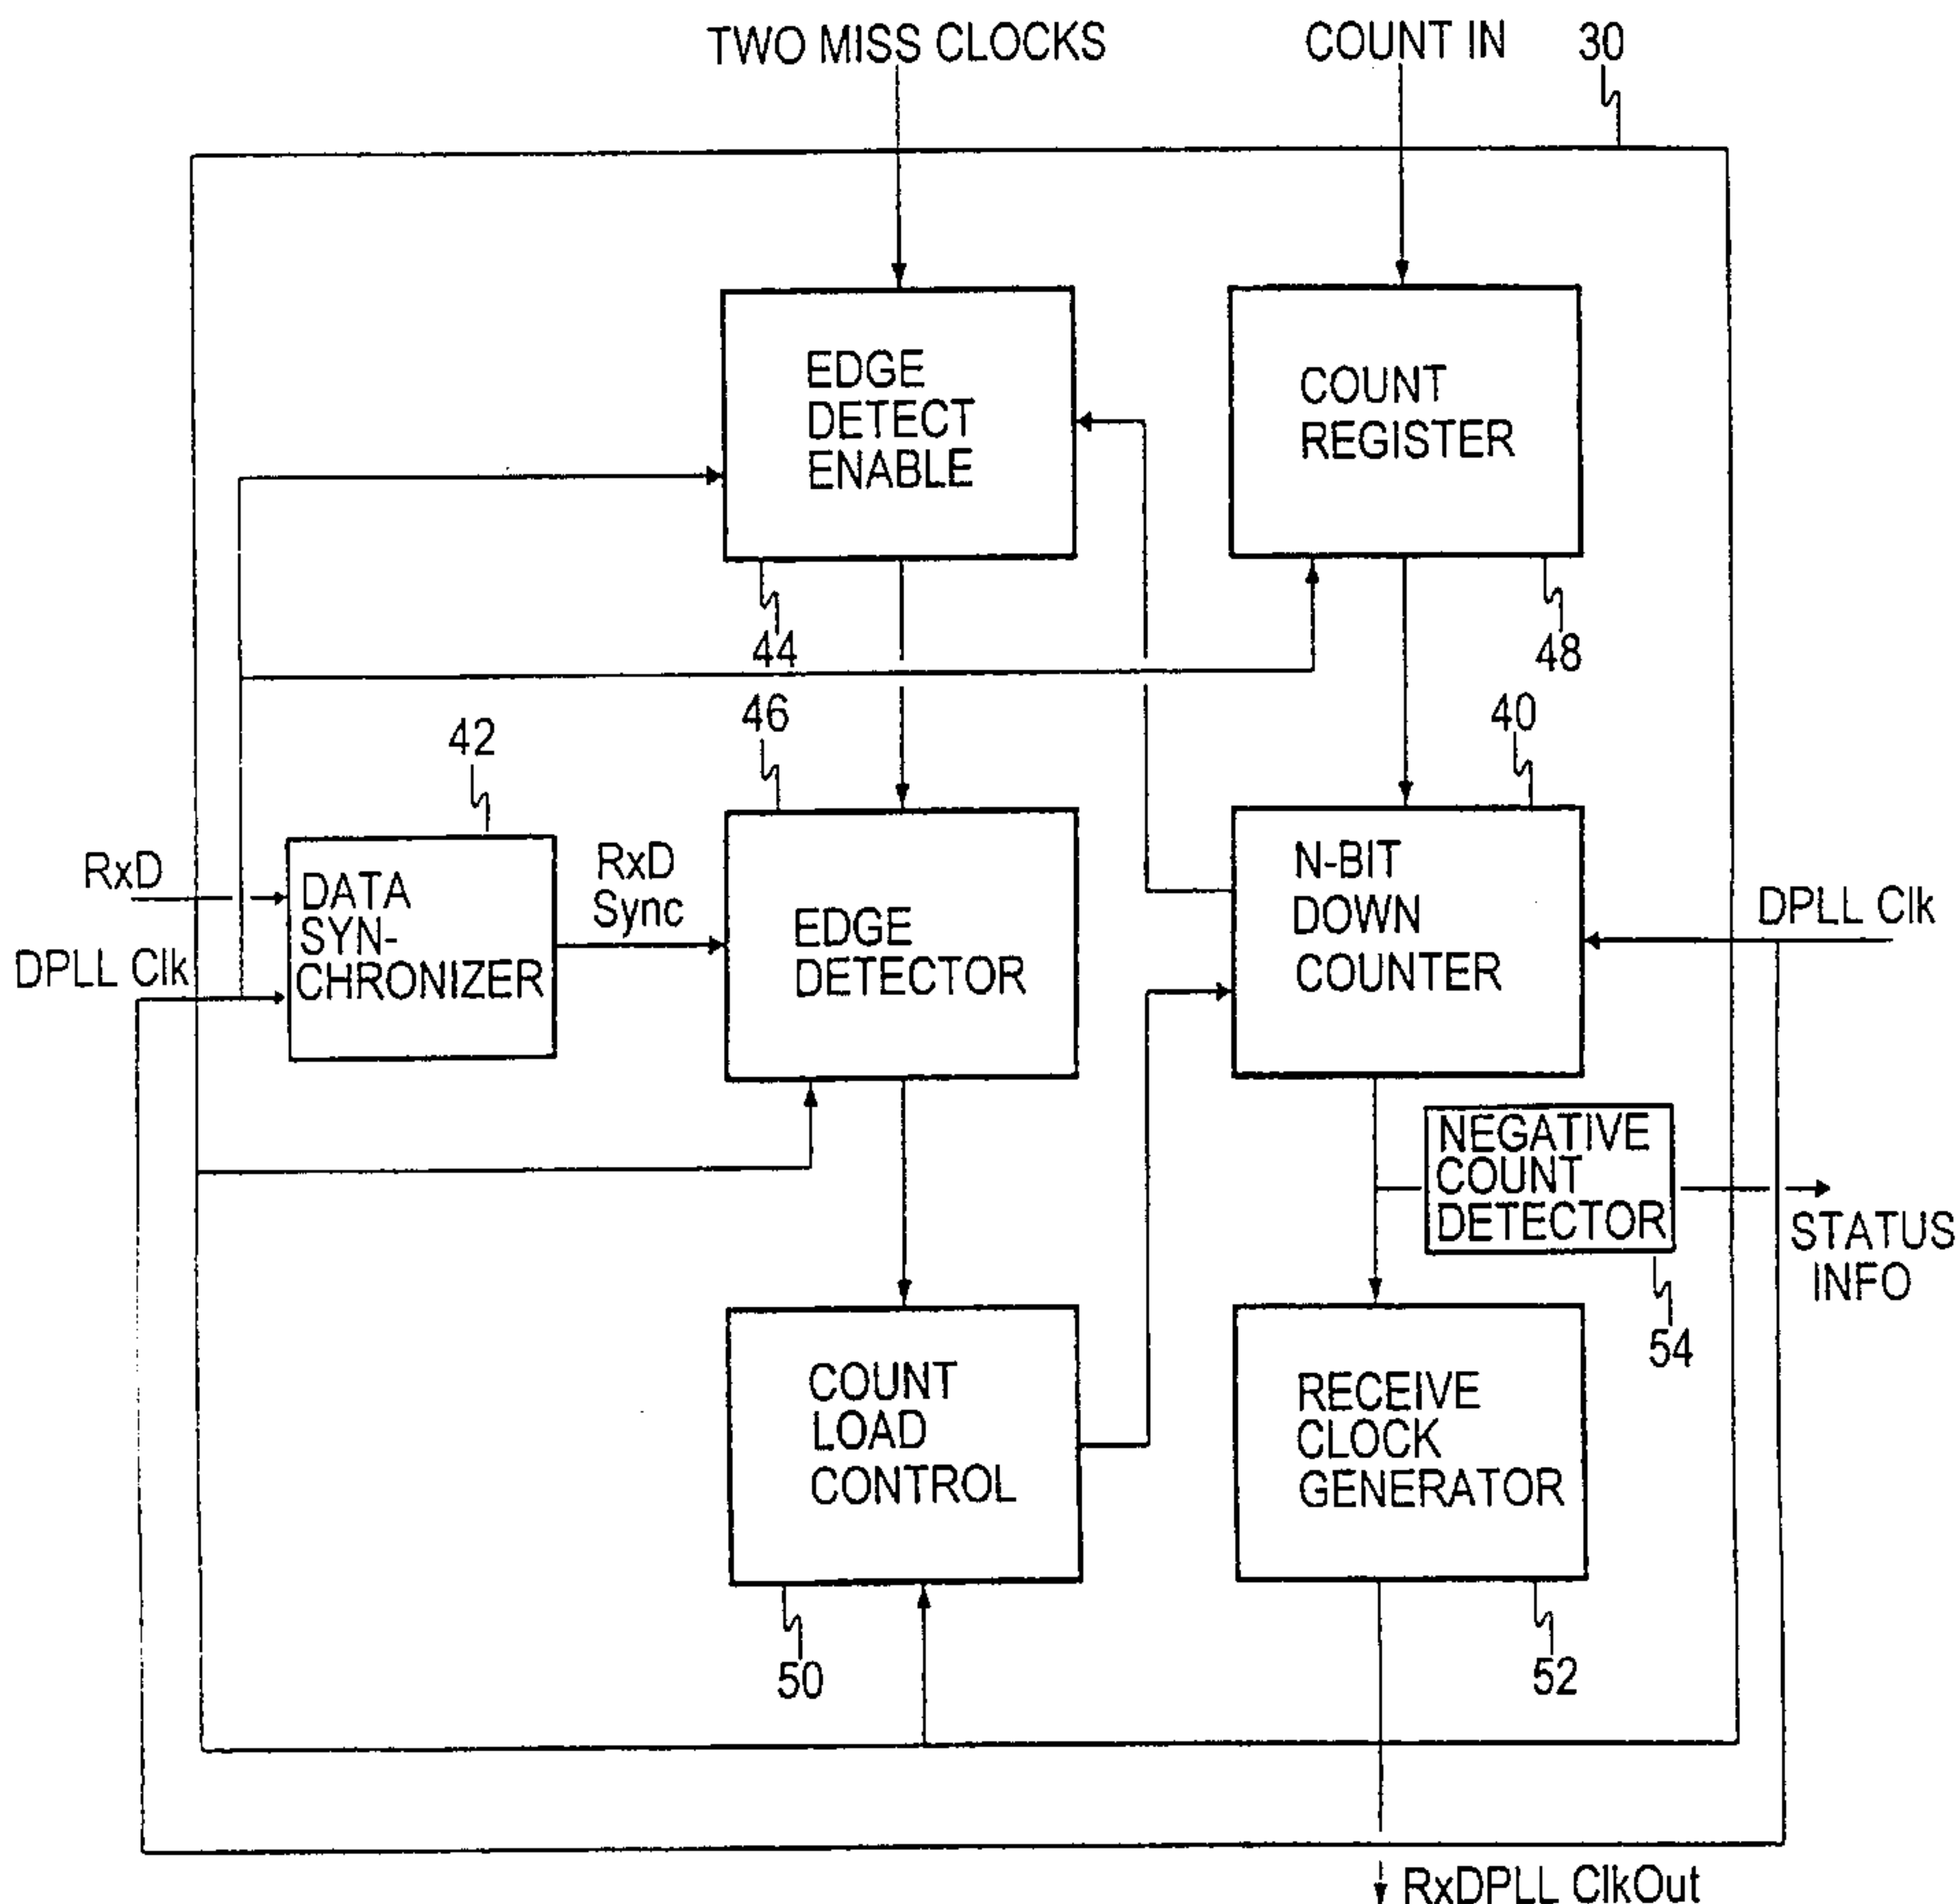 TWO MISS CLOCKS
COUNT IN
30
EDGE
DETECT
ENABLE
COUNT
REGISTER
44
48
46
40
42
RxD
DATA
SYN-
CHRONIZER
RxD
Sync
DPLL Clk
EDGE
DETECTOR
N-BIT
DOWN
COUNTER
DPLL Clk
NEGATIVE
COUNT
DETECTOR
STATUS
INFO
54
COUNT
LOAD
CONTROL
RECEIVE
CLOCK
GENERATOR
50
52
RxDPLL ClkOut